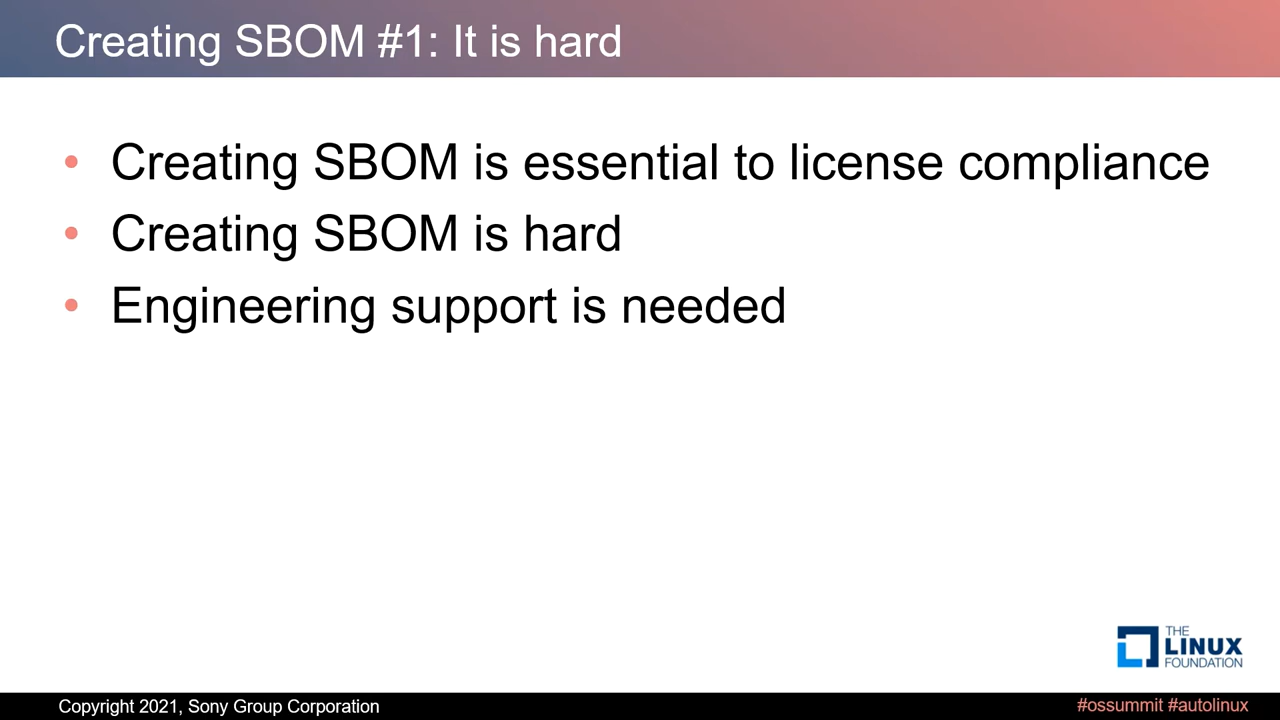 Creating SBOM #1: It is hard
• Creating SBOM is essential to license compliance
• Creating SBOM is hard
• Engineering support is needed
THE
LINUX
FOUNDATION
Copyright 2021, Sony Group Corporation
#ossummit #autolinux